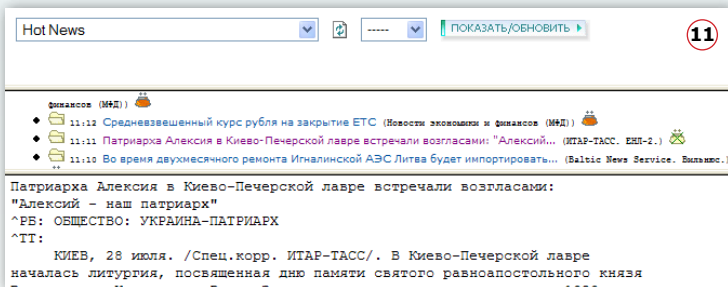 Hot News ----- ПОКАЗАТЬ/ОБНОВИТЬ 11
финансов (МФД))
11:12 Средневзвешенный курс рубля на закрытие ЕТС (Новости экономики и финансов (МФД))
11:11 Патриарха Алексия в Киево-Печерской лавре встречали возгласами: "Алексий... (ИТАР-ТАСС. ЕНЛ-2.)
11:10 Во время двухмесячного ремонта Игналинской АЭС Литва будет импортировать... (Baltic News Service. Вильнюс.)
Патриарха Алексия в Киево-Печерской лавре встречали возгласами:
"Алексий - наш патриарх"
^РБ: ОБЩЕСТВО: УКРАИНА-ПАТРИАРХ
^ТТ:
КИЕВ, 28 июля. /Спец.корр. ИТАР-ТАСС/. В Киево-Печерской лавре
началась литургия, посвященная дню памяти святого равноапостольного князя